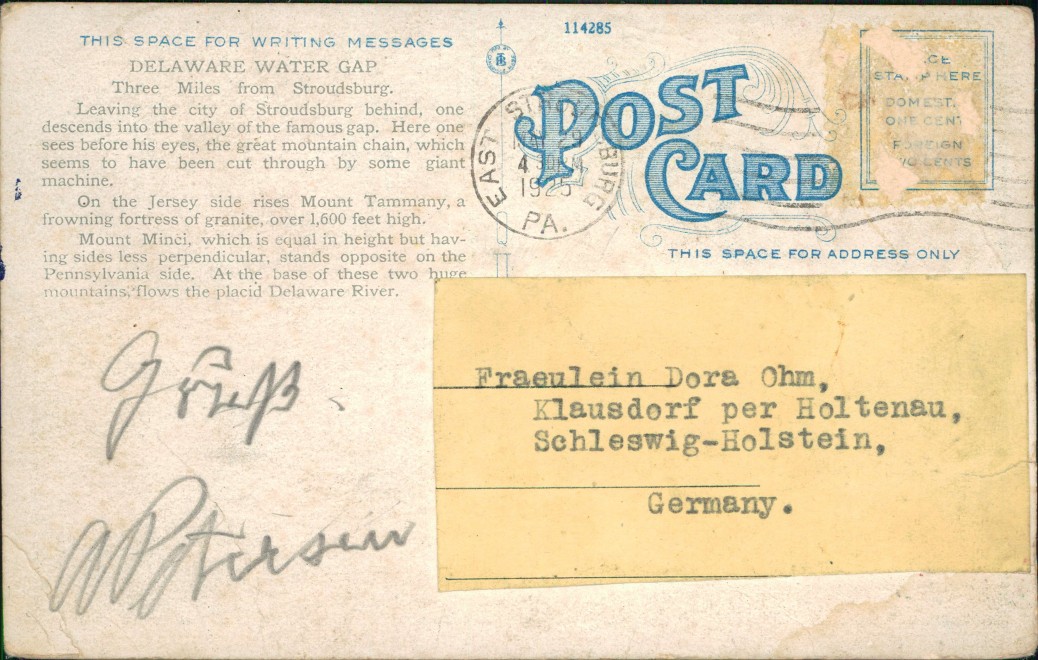 THIS SPACE FOR WRITING MESSAGES
DELAWARE WATER GAP
Three Miles from Stroudsburg.
Leaving the city of Stroudsburg behind, one
descends into the valley of the famous gap. Here one
sees before his eyes, the great mountain chain, which
seems to have been cut through by some giant
machine.
On the Jersey side rises Mount Tammany, a
frowning fortress of granite, over 1,600 feet high.
Mount Minci, which is equal in height but hav-
ing sides less perpendicular, stands opposite on the
Pennsylvania side. At the base of these two huge
mountains, flows the placid Delaware River.
Gruß
Petersen
114285
POST
CARD
EAST
BURG
1925
PA.
STAMP HERE
DOMEST.
ONE CENT
FOREIGN
CENTS
THIS SPACE FOR ADDRESS ONLY
Fraeulein Dora Ohm,
Klausdorf per Holtenau,
Schleswig-Holstein,
Germany.